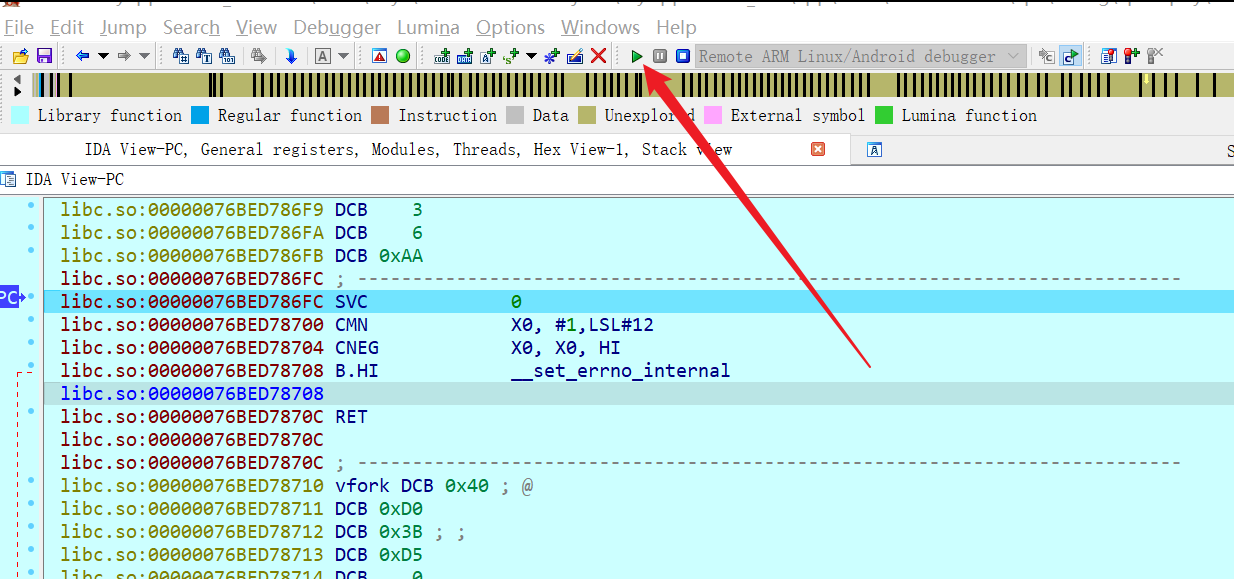 File Edit Jump Search View Debugger Lumina Options Windows Help
Remote ARM Linux/Android debugger
Library function Regular function Instruction Data Unexplored External symbol Lumina function
IDA View-PC, General registers, Modules, Threads, Hex View-1, Stack view
IDA View-PC
libc.so:00000076BED786F9 DCB 3
libc.so:00000076BED786FA DCB 6
libc.so:00000076BED786FB DCB 0xAA
libc.so:00000076BED786FC ; ---------------------------------------------------------------------------
PC libc.so:00000076BED786FC SVC 0
libc.so:00000076BED78700 CMN X0, #1,LSL#12
libc.so:00000076BED78704 CNEG X0, X0, HI
libc.so:00000076BED78708 B.HI __set_errno_internal
libc.so:00000076BED78708
libc.so:00000076BED7870C RET
libc.so:00000076BED7870C
libc.so:00000076BED7870C ; ---------------------------------------------------------------------------
libc.so:00000076BED78710 vfork DCB 0x40 ; @
libc.so:00000076BED78711 DCB 0xD0
libc.so:00000076BED78712 DCB 0x3B ; ;
libc.so:00000076BED78713 DCB 0xD5
libc.so:00000076BED78714 DCB 0